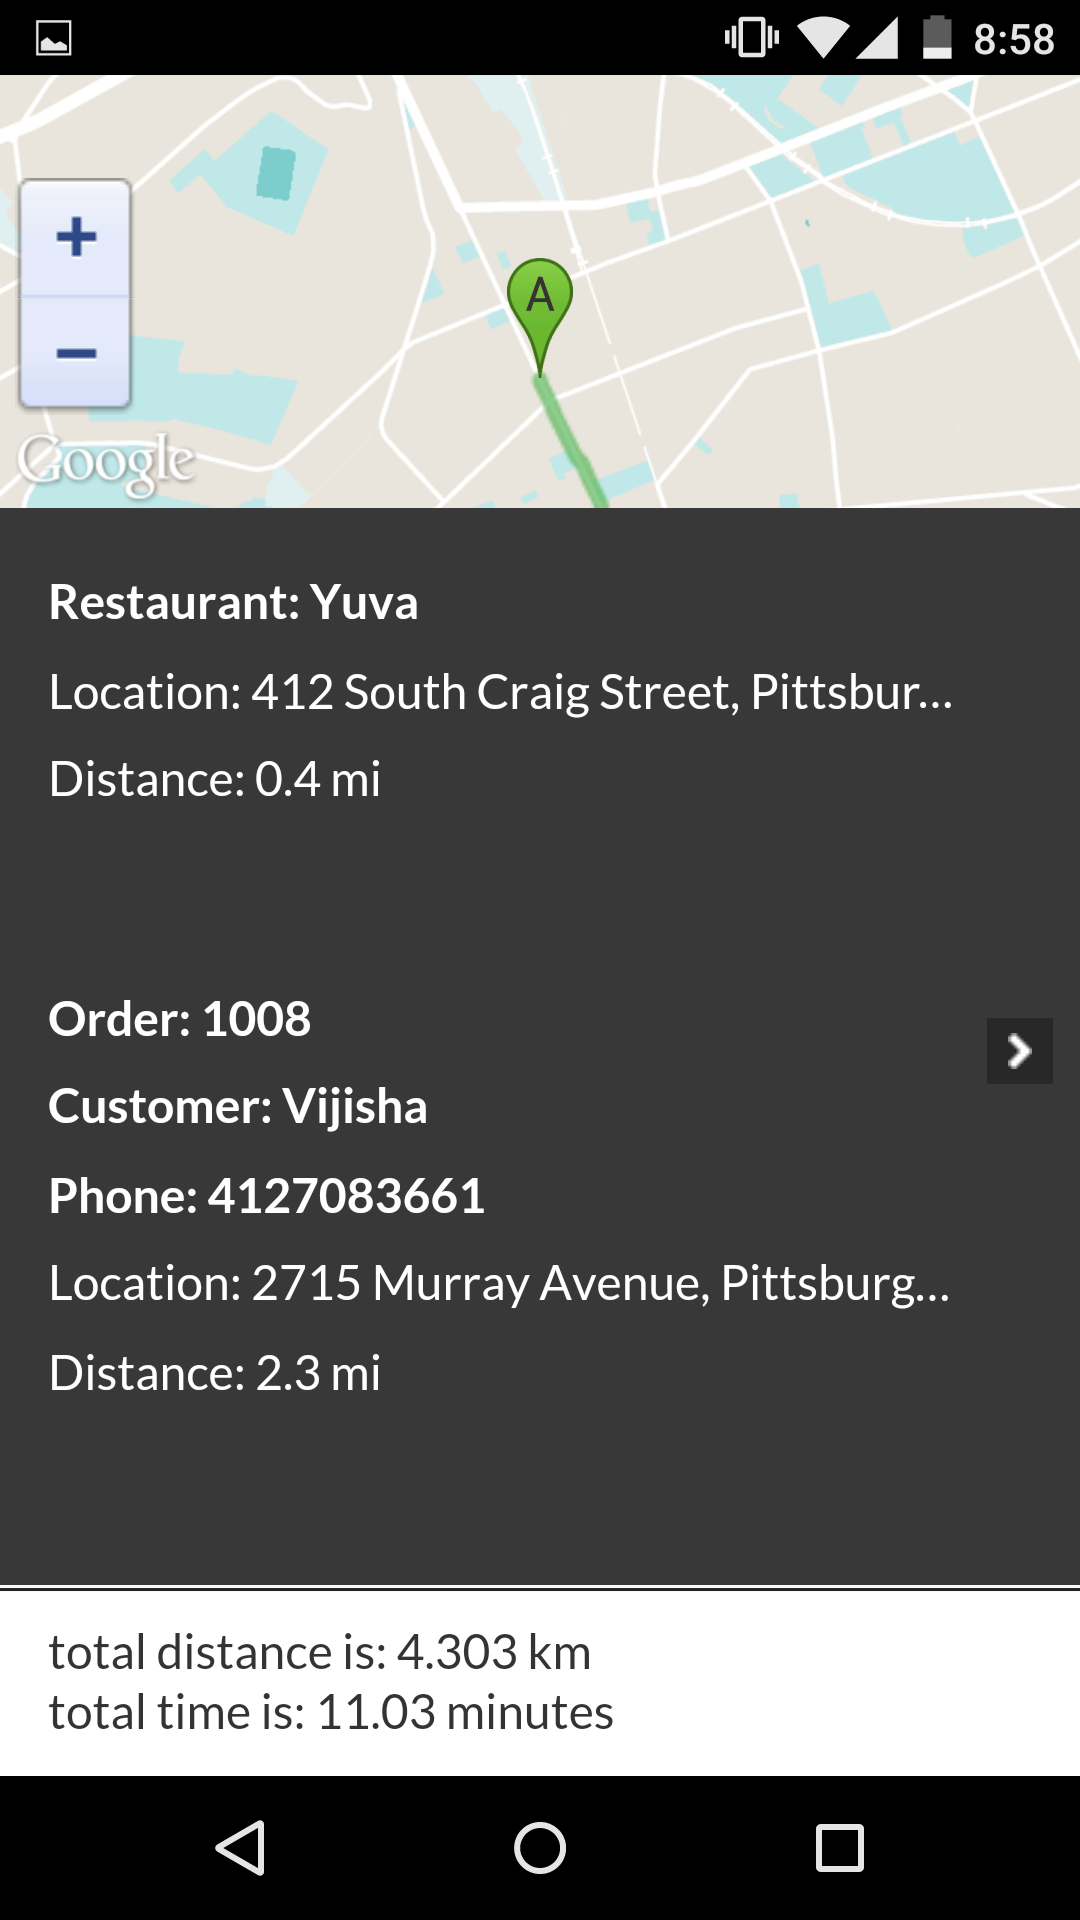 8:58
+
A
−
Google
Restaurant: Yuva
Location: 412 South Craig Street, Pittsbur...
Distance: 0.4 mi
Order: 1008
Customer: Vijisha
Phone: 4127083661
Location: 2715 Murray Avenue, Pittsburg...
Distance: 2.3 mi
total distance is: 4.303 km
total time is: 11.03 minutes